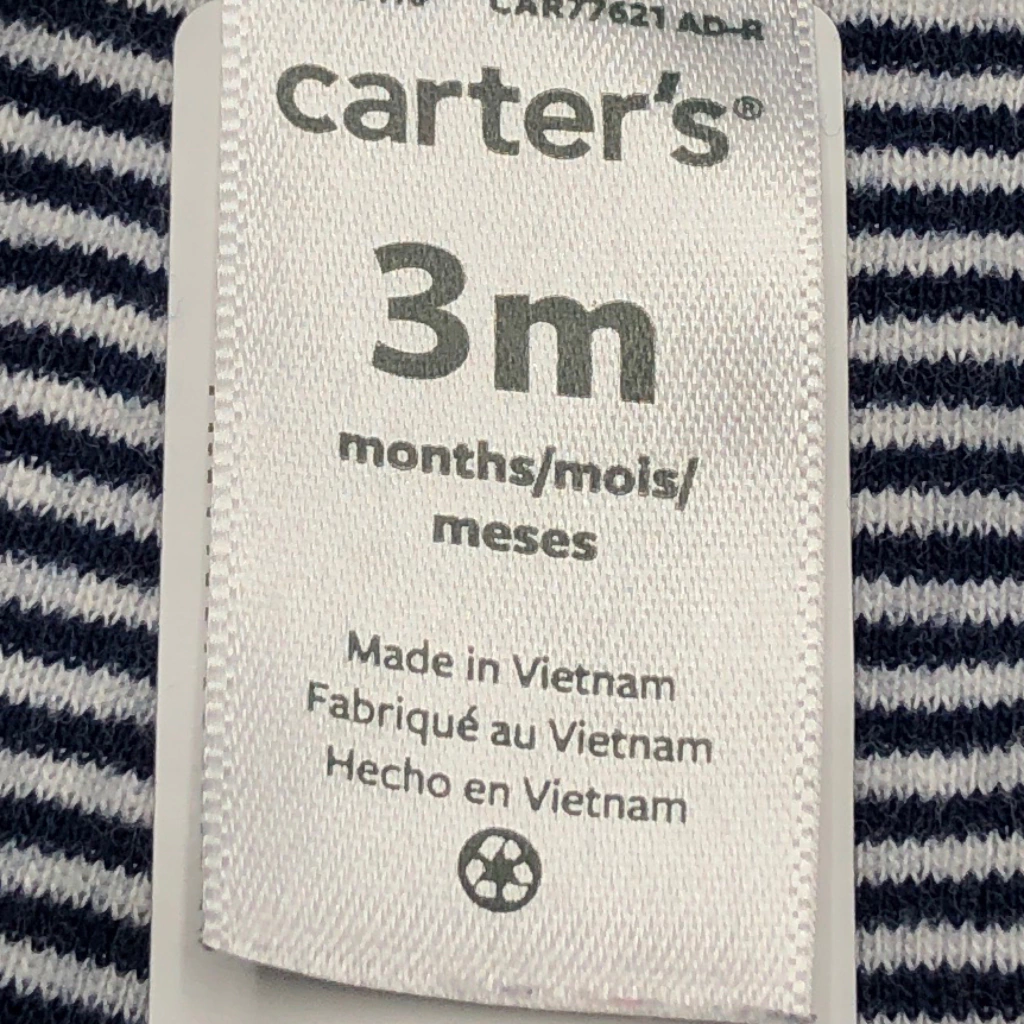 CAR77621 AD-R
carter's®
3m
months/mois/
meses
Made in Vietnam
Fabriqué au Vietnam
Hecho en Vietnam